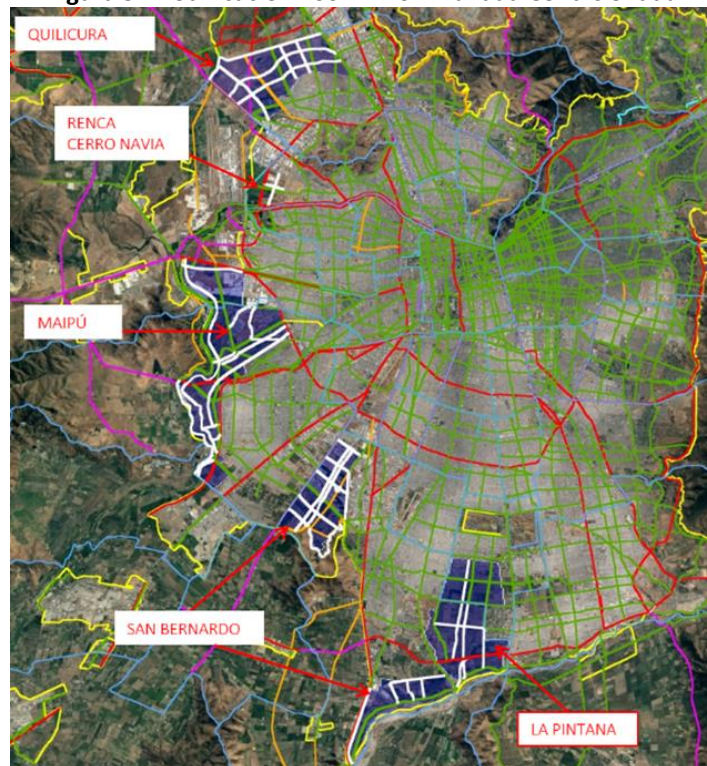 QUILICURA
RENCA
CERRO NAVIA
MAIPÚ
SAN BERNARDO
LA PINTANA